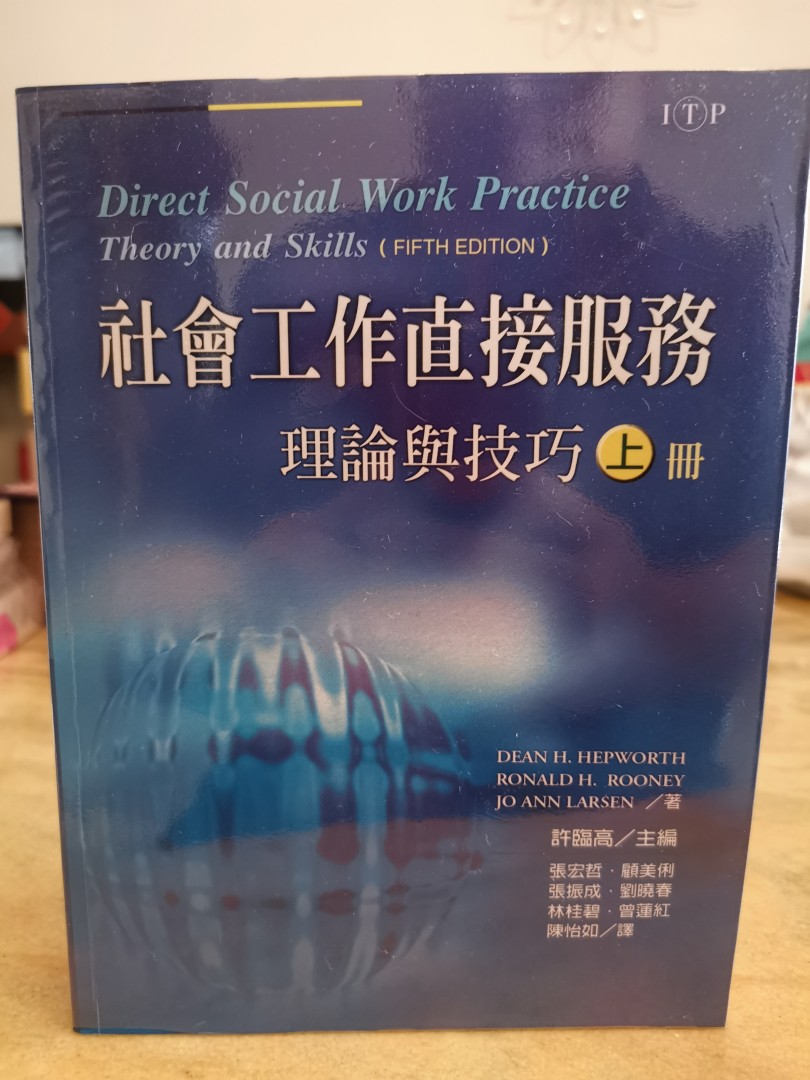 ITP
Direct Social Work Practice
Theory and Skills (FIFTH EDITION)
社會工作直接服務
理論與技巧上冊
DEAN H. HEPWORTH
RONALD H. ROONEY
JO ANN LARSEN ／著
許臨高／主編
張宏哲·顧美俐
張振成·劉曉春
林桂碧·曾蓮紅
陳怡如／譯